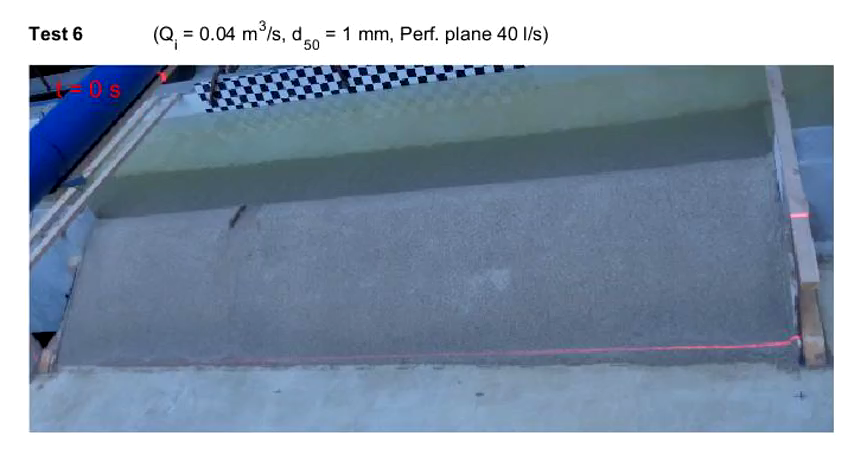 Test 6 (Qi = 0.04 m³/s, d50 = 1 mm, Perf. plane 40 l/s)
t = 0 s